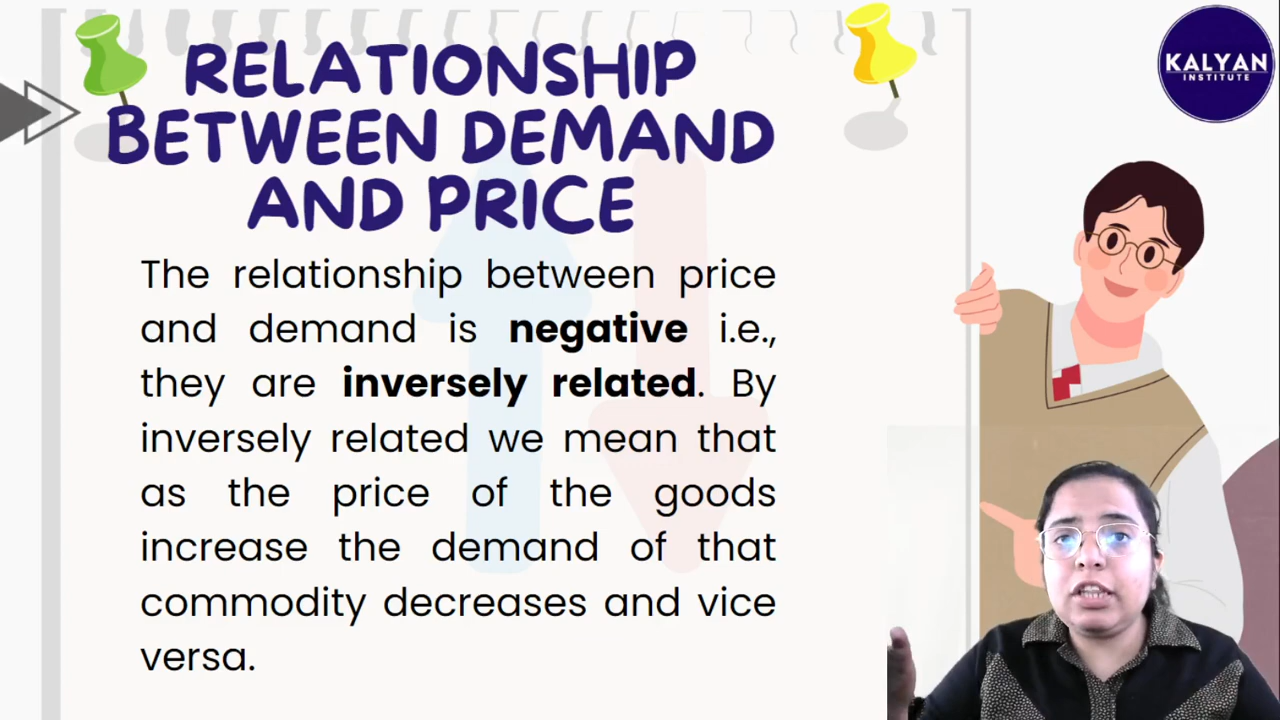 RELATIONSHIP
BETWEEN DEMAND
AND PRICE
The relationship between price
and demand is negative i.e.,
they are inversely related. By
inversely related we mean that
as the price of the goods
increase the demand of that
commodity decreases and vice
versa.
KALYAN
INSTITUTE